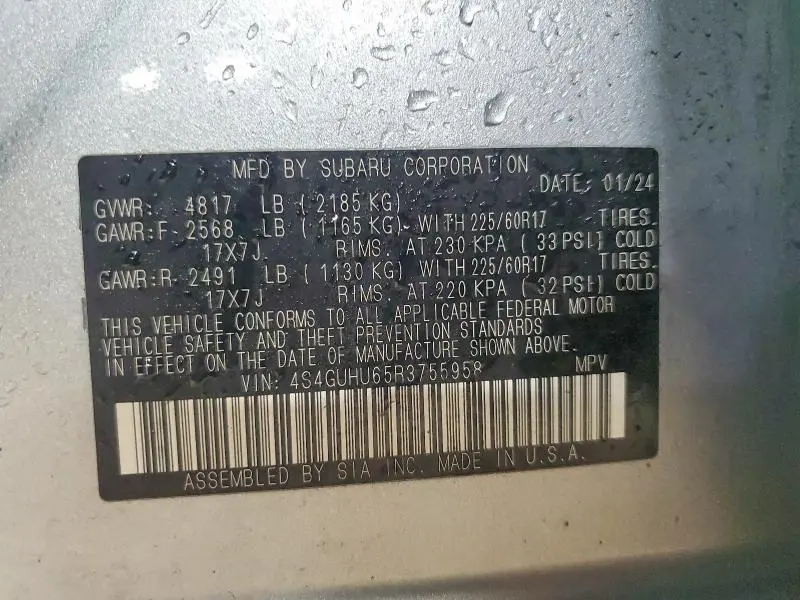 MFD BY SUBARU CORPORATION
DATE: 01/24
GVWR: 4817 LB ( 2185 KG)
GAWR:F- 2568 LB ( 1165 KG) WITH 225/60R17 TIRES.
17X7J RIMS. AT 230 KPA ( 33 PSI) COLD
GAWR:R- 2491 LB ( 1130 KG) WITH 225/60R17 TIRES.
17X7J RIMS. AT 220 KPA ( 32 PSI) COLD
THIS VEHICLE CONFORMS TO ALL APPLICABLE FEDERAL MOTOR
VEHICLE SAFETY AND THEFT PREVENTION STANDARDS
IN EFFECT ON THE DATE OF MANUFACTURE SHOWN ABOVE.
VIN: 4S4GUHU65R3755958 MPV
ASSEMBLED BY SIA INC. MADE IN U.S.A.